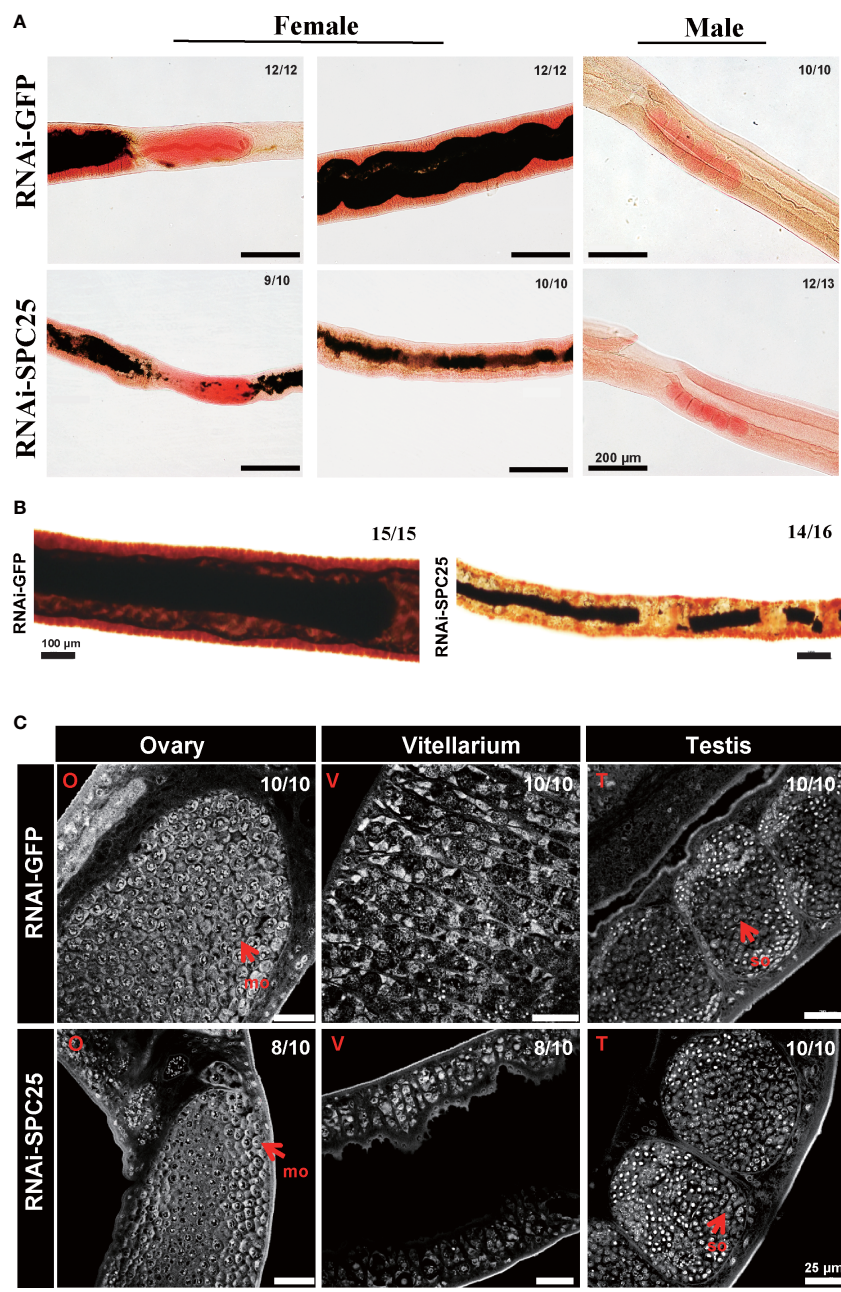 A
Female Male
RNAi-GFP
12/12 12/12 10/10
RNAi-SPC25
9/10 10/10 12/13
200 µm
B
RNAi-GFP
15/15
100 µm
RNAi-SPC25
14/16
C
Ovary Vitellarium Testis
RNAI-GFP
O 10/10 V 10/10 T 10/10
mo so
RNAi-SPC25
O 8/10 V 8/10 T 10/10
mo so
25 µm